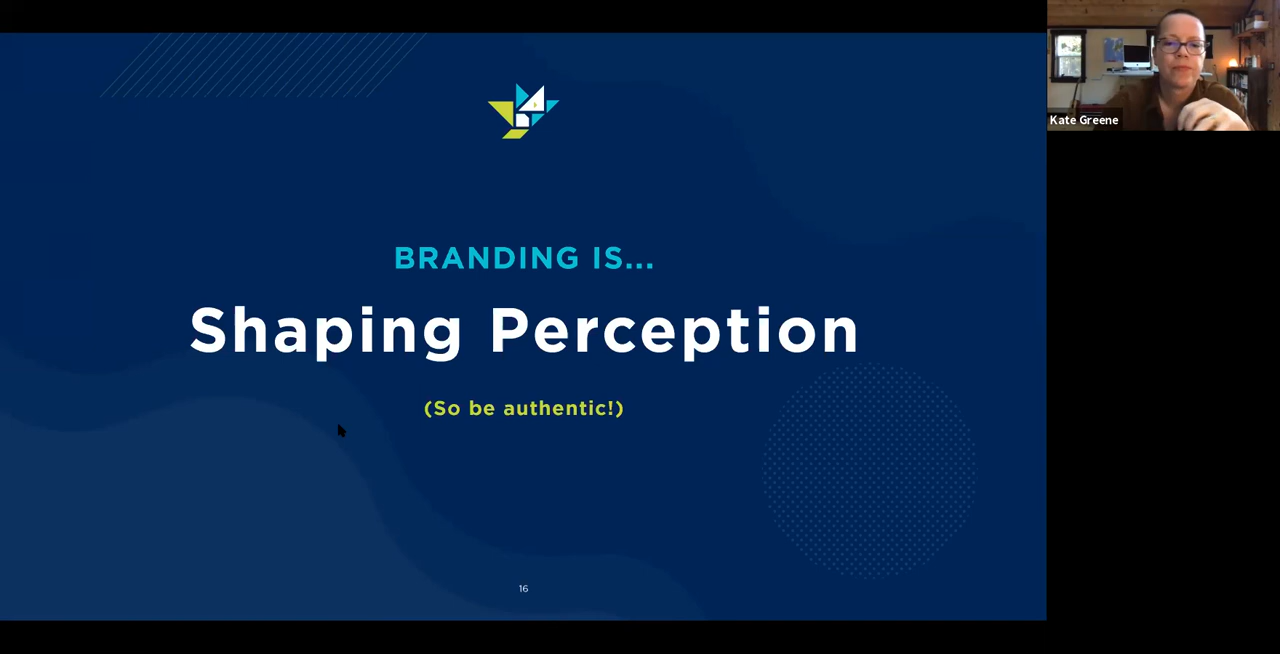 BRANDING IS...
Shaping Perception
(So be authentic!)
16
Kate Greene